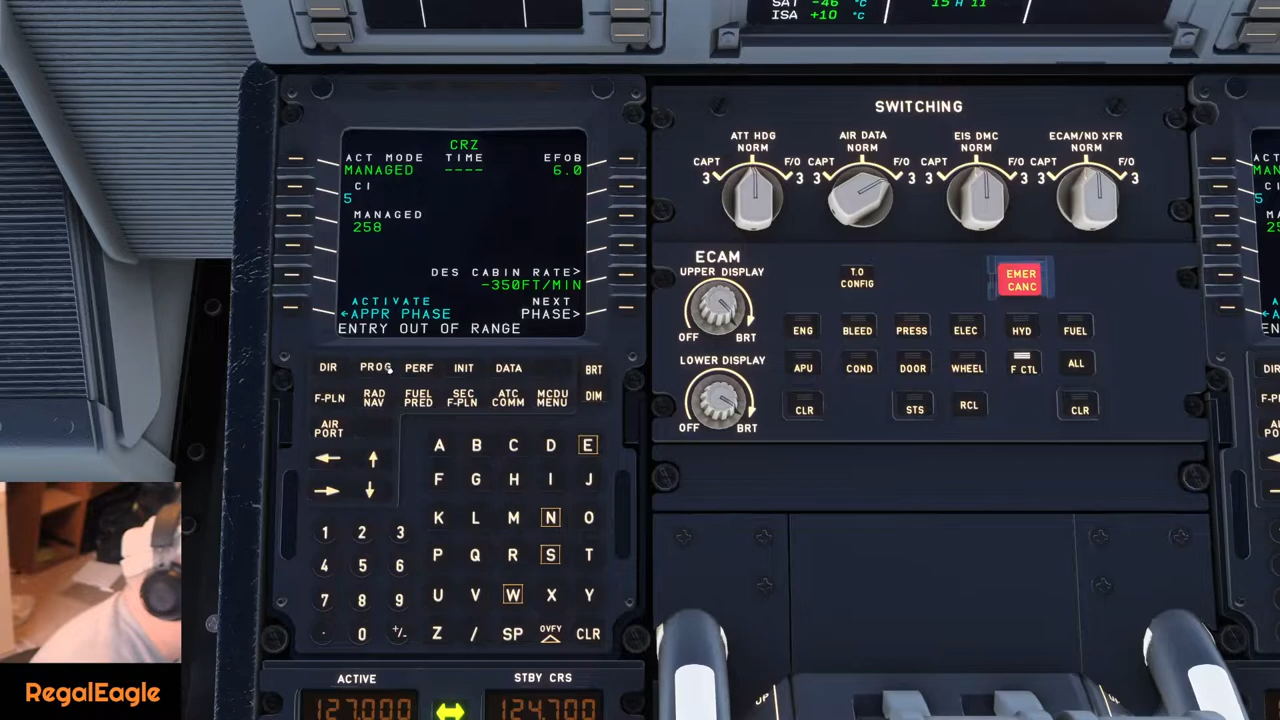 SAT -46 °C
ISA +10 °C
15 H 11
CRZ
ACT MODE TIME EFOB
MANAGED ---- 6.0
CI
5
MANAGED
258
DES CABIN RATE>
-350FT/MIN
ACTIVATE NEXT
←APPR PHASE PHASE>
ENTRY OUT OF RANGE
DIR PROG PERF INIT DATA BRT
F-PLN RAD NAV FUEL PRED SEC F-PLN ATC COMM MCDU MENU DIM
AIR PORT
← ↑
→ ↓
A B C D E
F G H I J
K L M N O
P Q R S T
U V W X Y
Z / SP OVFY CLR
1 2 3
4 5 6
7 8 9
. 0 +/-
ACTIVE STBY CRS
127.000 124.700
SWITCHING
ATT HDG AIR DATA EIS DMC ECAM/ND XFR
NORM NORM NORM NORM
CAPT F/O CAPT F/O CAPT F/O CAPT F/O
3 3 3 3 3 3 3 3
ECAM
UPPER DISPLAY
OFF BRT
LOWER DISPLAY
OFF BRT
T.O CONFIG
EMER CANC
ENG BLEED PRESS ELEC HYD FUEL
APU COND DOOR WHEEL F CTL ALL
CLR STS RCL CLR
UP
RegalEagle